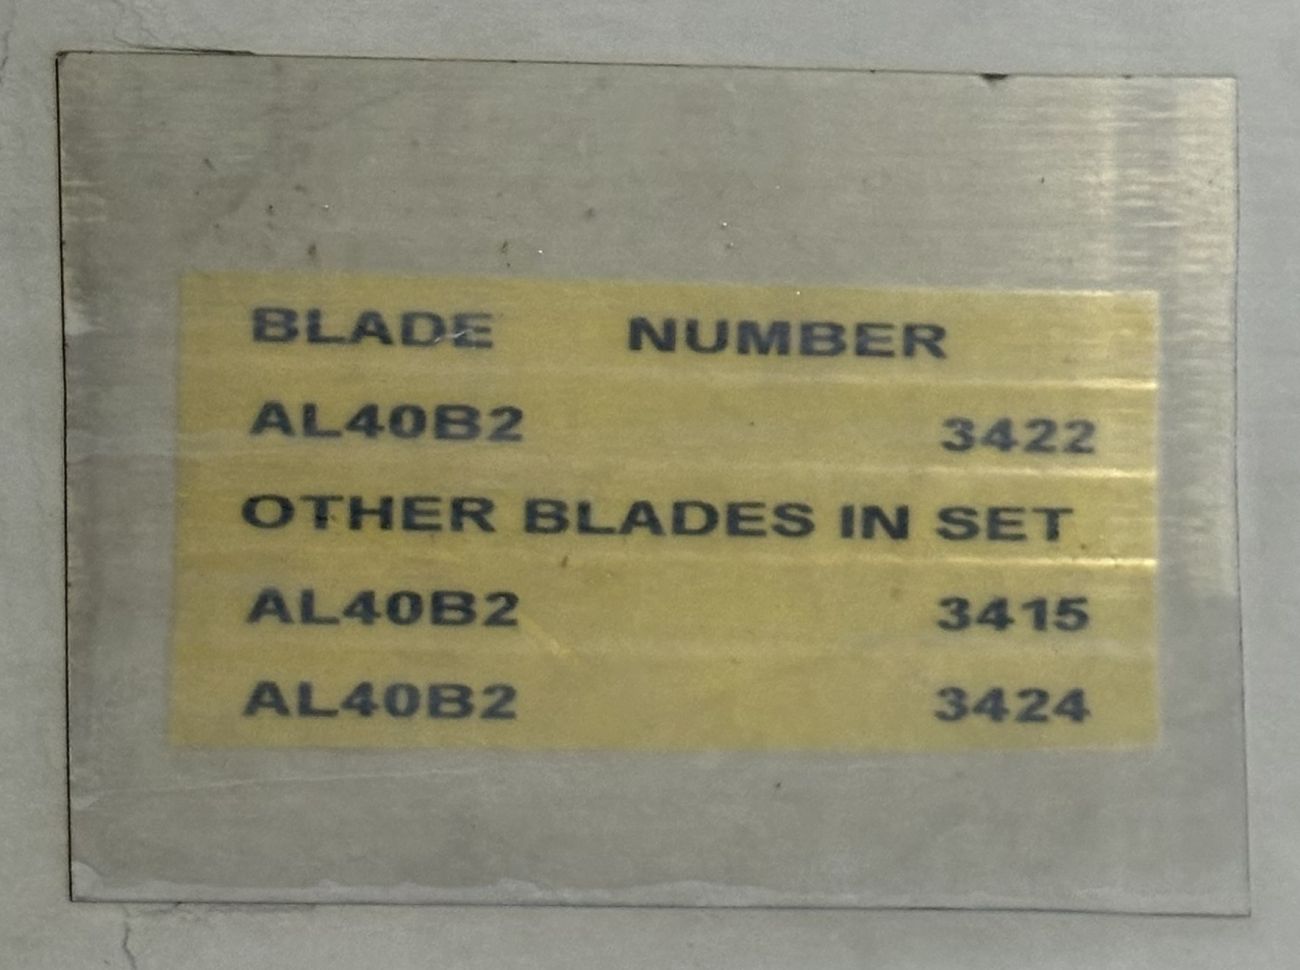 BLADE NUMBER
AL40B2 3422
OTHER BLADES IN SET
AL40B2 3415
AL40B2 3424